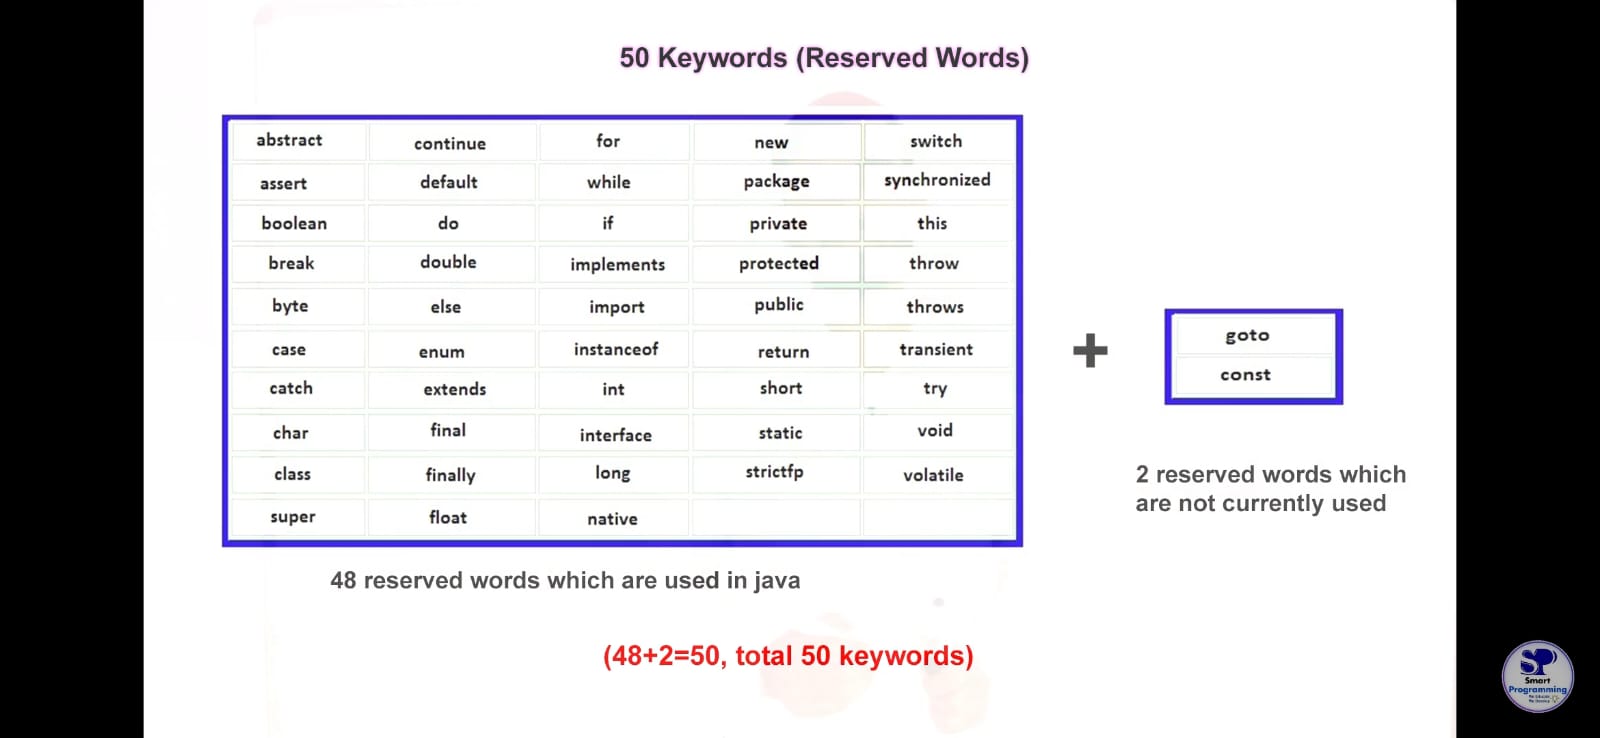 50 Keywords (Reserved Words)
abstract continue for new switch
assert default while package synchronized
boolean do if private this
break double implements protected throw
byte else import public throws
case enum instanceof return transient
catch extends int short try
char final interface static void
class finally long strictfp volatile
super float native
+
goto
const
2 reserved words which
are not currently used
48 reserved words which are used in java
(48+2=50, total 50 keywords)
SP
Smart
Programming